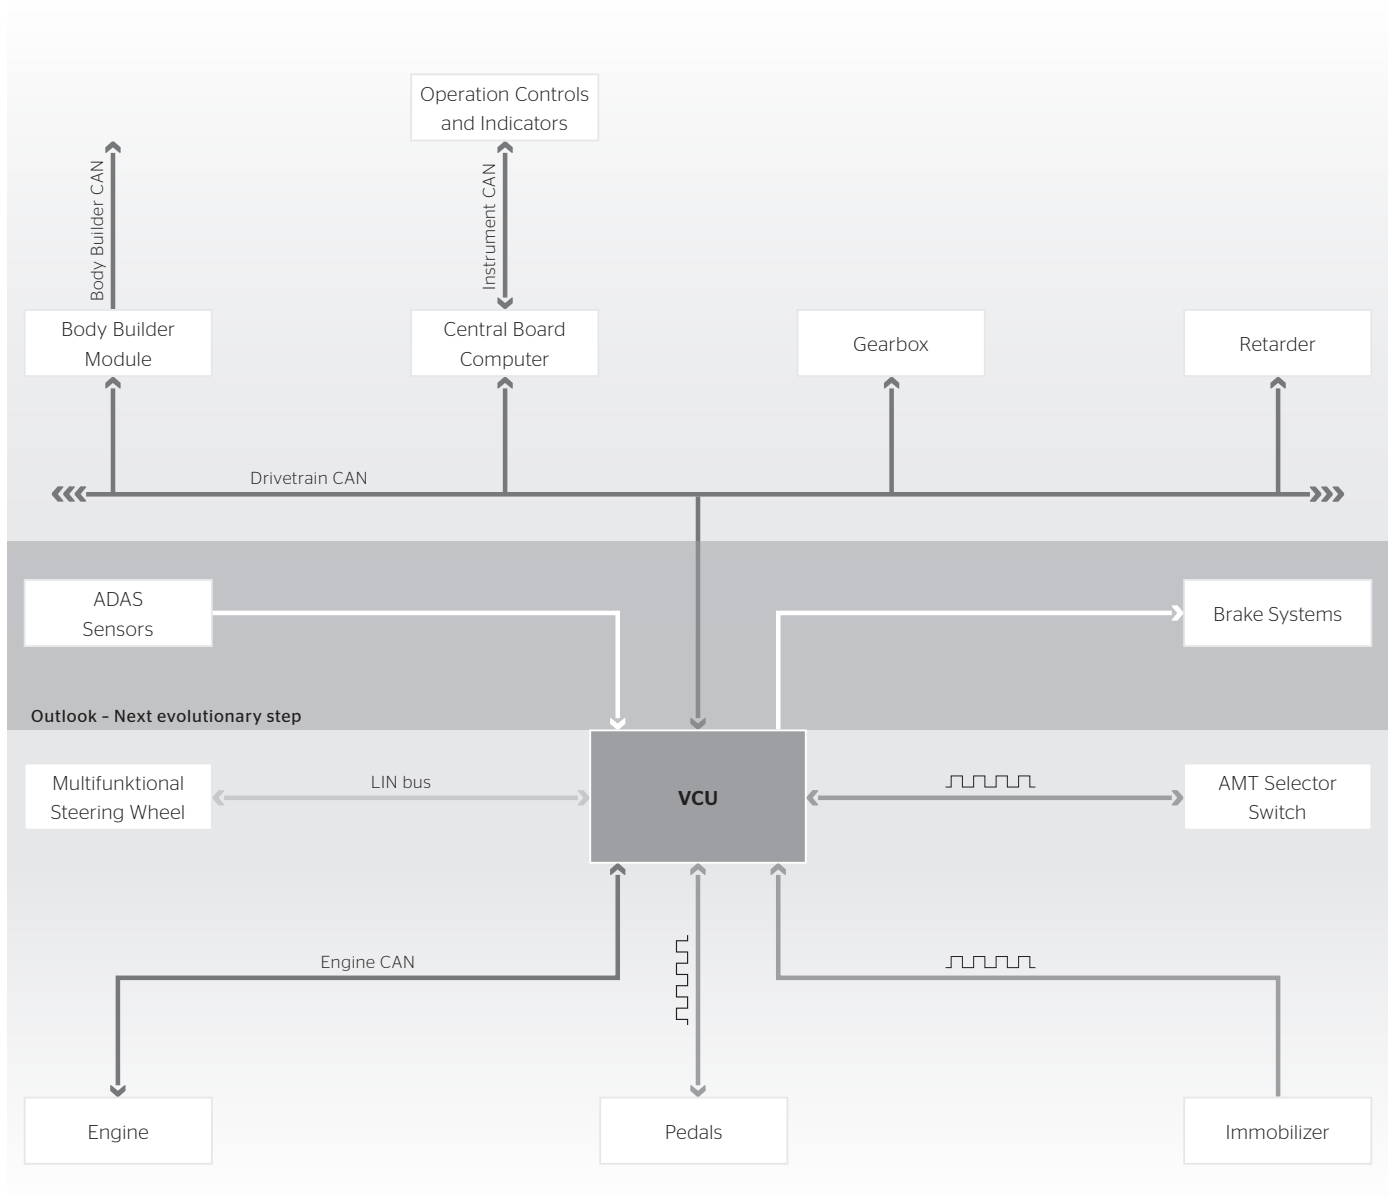 Operation Controls
and Indicators
Body Builder CAN
Instrument CAN
Body Builder
Module
Central Board
Computer
Gearbox
Retarder
Drivetrain CAN
ADAS
Sensors
Brake Systems
Outlook – Next evolutionary step
Multifunktional
Steering Wheel
LIN bus
VCU
AMT Selector
Switch
Engine CAN
Engine
Pedals
Immobilizer